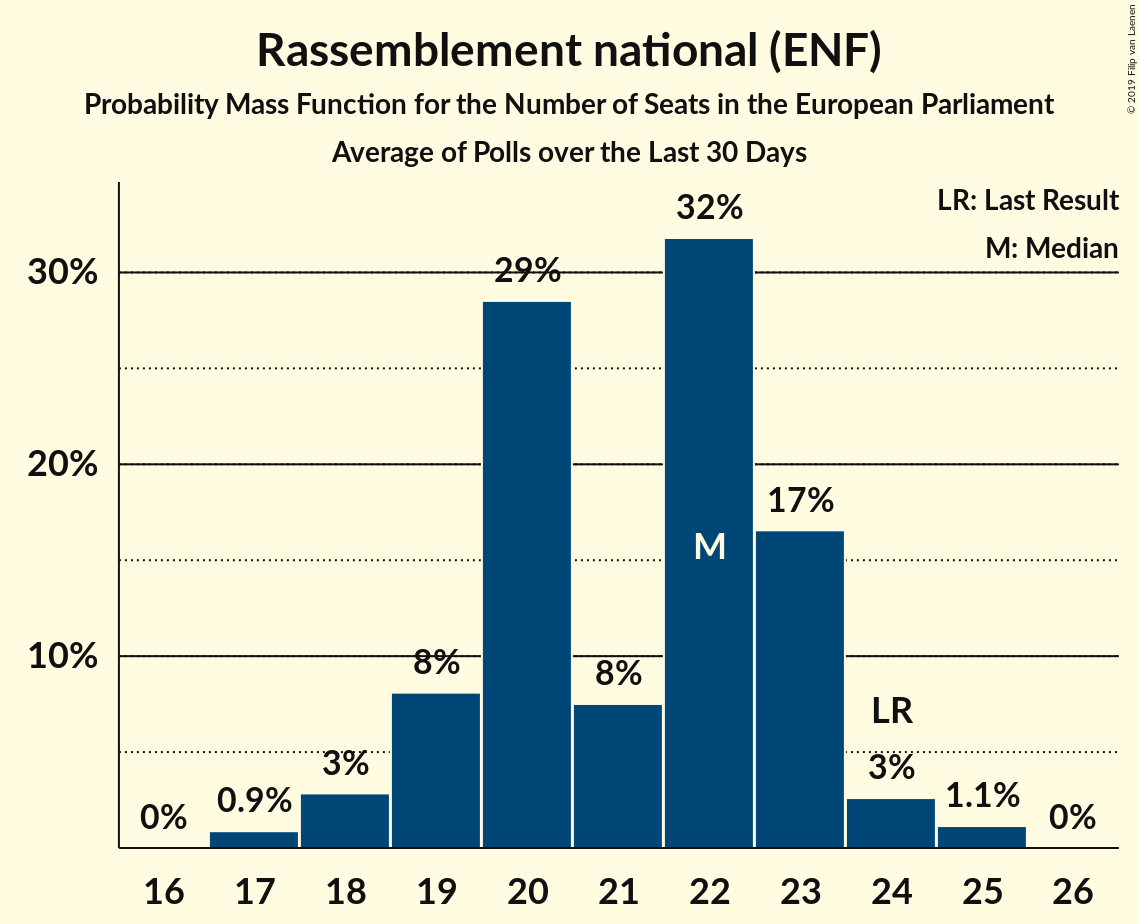 Rassemblement national (ENF)
Probability Mass Function for the Number of Seats in the European Parliament
Average of Polls over the Last 30 Days
© 2019 Filip van Laenen
LR: Last Result
M: Median
30%
20%
10%
0%
0.9%
3%
8%
29%
8%
32%
M
17%
LR
3%
1.1%
0%
16 17 18 19 20 21 22 23 24 25 26